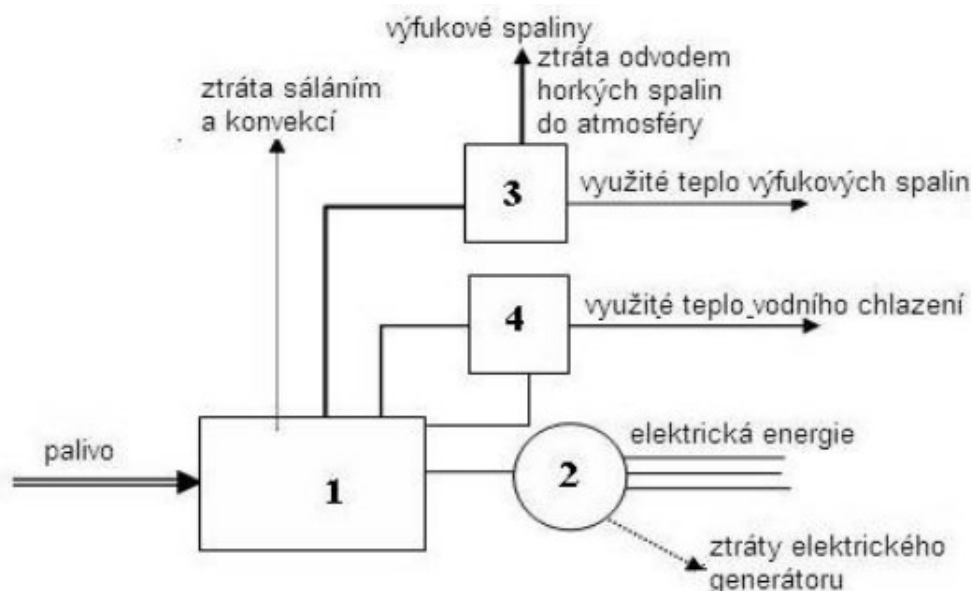 výfukové spaliny
ztráta odvodem
horkých spalin
do atmosféry
ztráta sáláním
a konvekcí
3
využité teplo výfukových spalin
4
využité teplo vodního chlazení
palivo
1
2
elektrická energie
ztráty elektrického
generátoru